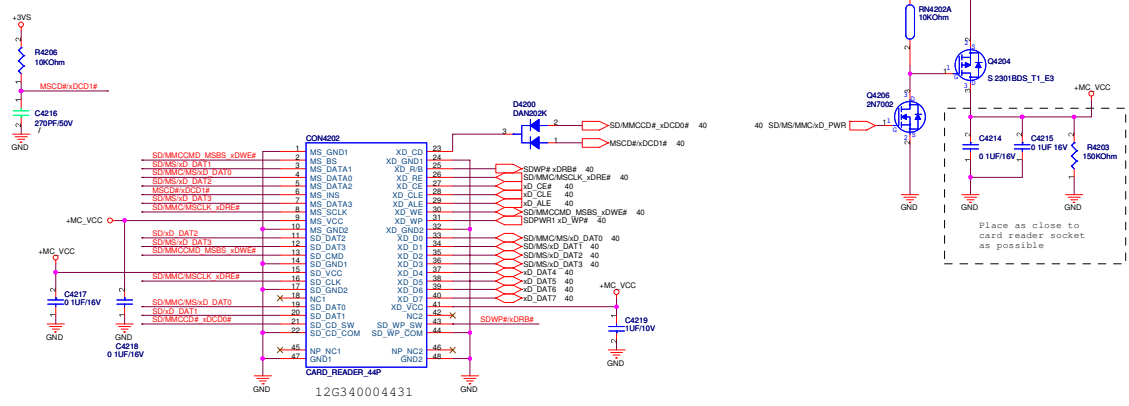 +3VS
2
R4206
10KOhm
1
MSCD#/xDCD1#
2
C4216
270PF/50V
/
1
GND
RN4202A
10KOhm
2
Q4204
S 2301BDS_T1_E3
Q4206
2N7002
40 SD/MS/MMC/xD_PWR
+MC_VCC
C4214
0 1UF/16V
C4215
0 1UF 16V
R4203
150KOhm
GND
GND
GND
GND
Place as close to
card reader socket
as possible
D4200
DAN202K
3
2 SD/MMCCD#_xDCD0# 40
1 MSCD#/xDCD1# 40
CON4202
1 MS_GND1
SD/MMCCMD_MSBS_xDWE# 2 MS_BS
SD/MS/xD_DAT1 3 MS_DATA1
SD/MMC/MS/xD_DAT0 4 MS_DATA0
SD/MS/xD_DAT2 5 MS_DATA2
MSCD#/xDCD1# 6 MS_INS
SD/MS/xD_DAT3 7 MS_DATA3
SD/MMC/MSCLK_xDRE# 8 MS_SCLK
+MC_VCC 9 MS_VCC
10 MS_GND2
SD/xD_DAT2 11 SD_DAT2
SD/MS/xD_DAT3 12 SD_DAT3
SD/MMCCMD_MSBS_xDWE# 13 SD_CMD
14 SD_GND1
+MC_VCC 15 SD_VCC
SD/MMC/MSCLK_xDRE# 16 SD_CLK
17 SD_GND2
18 NC1
SD/MMC/MS/xD_DAT0 19 SD_DAT0
SD/MS/xD_DAT1 20 SD_DAT1
SD/MMCCD#_xDCD0# 21 SD_CD_SW
22 SD_CD_COM
45 NP_NC1
47 GND1
XD_CD 23
XD_GND1 24
XD_R/B 25 SDWP#_xDRB# 40
XD_RE 26 SD/MMC/MSCLK_xDRE# 40
XD_CE 27 xD_CE# 40
XD_CLE 28 xD_CLE 40
XD_ALE 29 xD_ALE 40
XD_WE 30 SD/MMCCMD_MSBS_xDWE# 40
XD_WP 31 SDPWR1 xD_WP# 40
XD_GND2 32
XD_D0 33 SD/MMC/MS/xD_DAT0 40
XD_D1 34 SD/MS/xD_DAT1 40
XD_D2 35 SD/MS/xD_DAT2 40
XD_D3 36 SD/MS/xD_DAT3 40
XD_D4 37 xD_DAT4 40
XD_D5 38 xD_DAT5 40
XD_D6 39 xD_DAT6 40
XD_D7 40 xD_DAT7 40
XD_VCC 41 +MC_VCC
NC2 42
SD_WP_SW 43 SDWP#/xDRB#
SD_WP_COM 44
NP_NC2 46
GND2 48
CARD_READER_44P
12G340004431
C4217
0 1UF/16V
C4218
0 1UF/16V
C4219
1UF/10V
GND
GND
GND
GND
GND